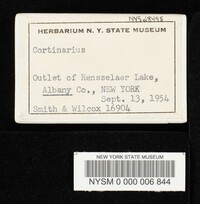 HERBARIUM N. Y. STATE MUSEUM
Cortinarius
Outlet of Rensselaer Lake,
Albany Co., NEW YORK
Sept. 13, 1954
Smith & Wilcox 16904
NEW YORK STATE MUSEUM
NYSM 0 000 006 844